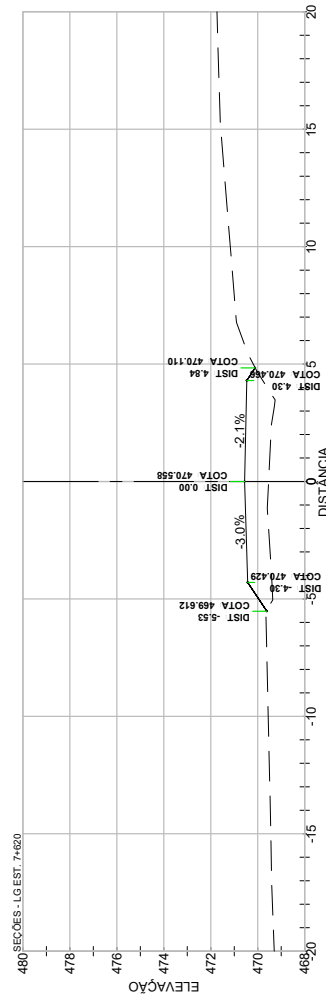 SEÇÕES - LG EST. 7+620
ELEVAÇÃO
480
478
476
474
472
470
468
DIST -5.53
COTA 469.612
DIST -4.30
COTA 470.429
-3.0%
DIST 0.00
COTA 470.558
-2.1%
DIST 4.30
COTA 470.466
DIST 4.84
COTA 470.110
-20
-15
-10
-5
0
5
10
15
20
DISTÂNCIA